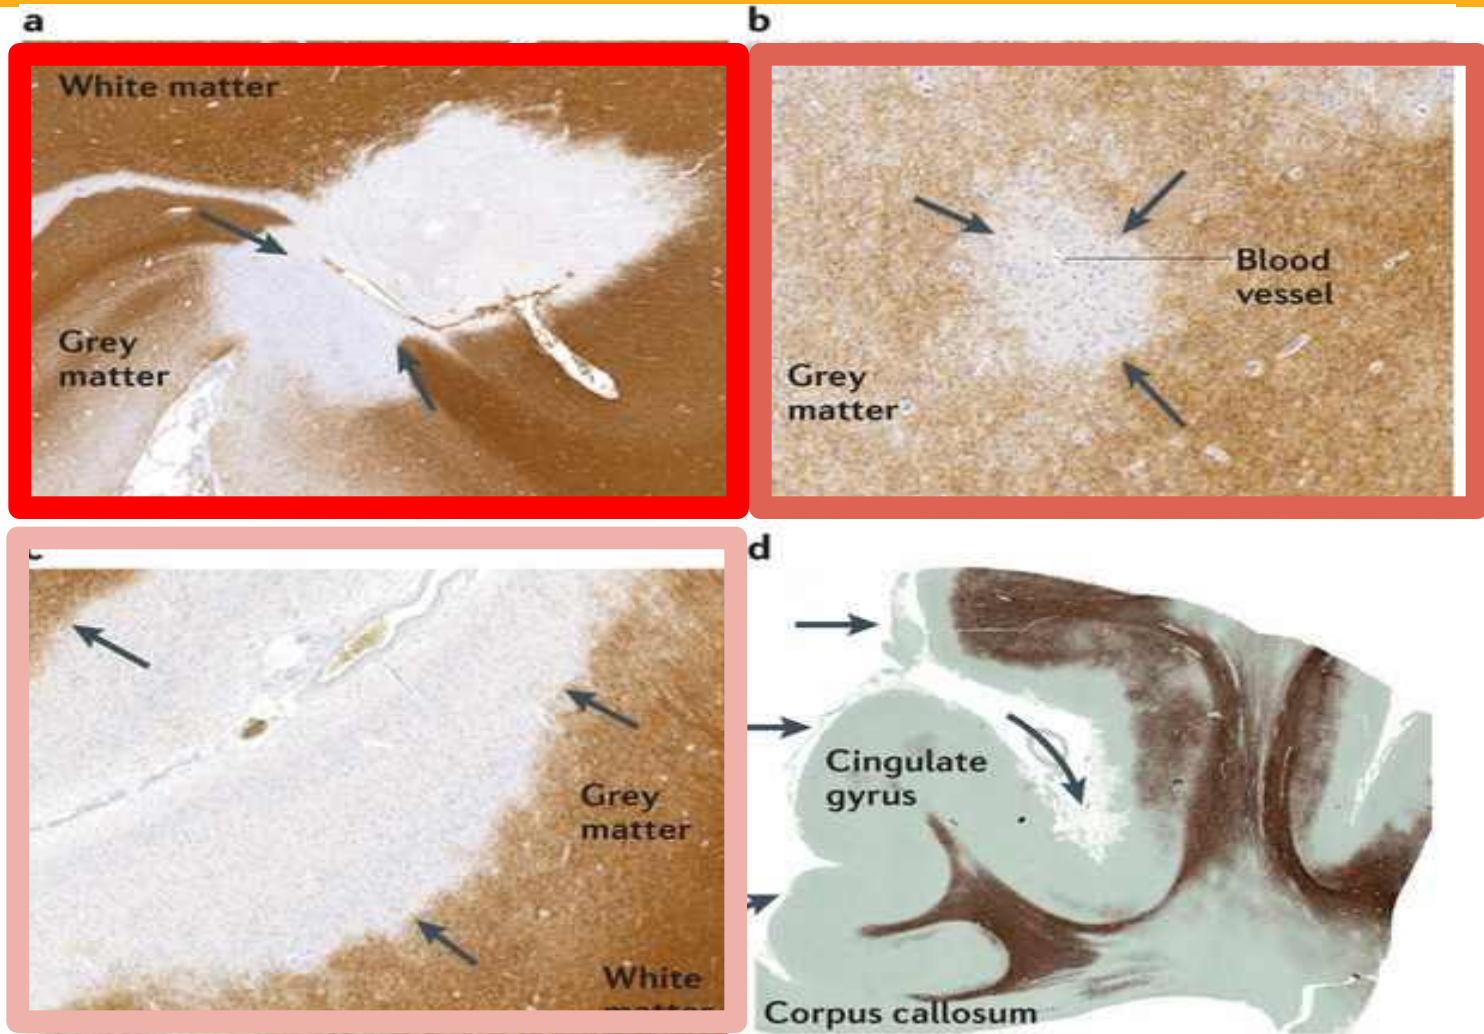 a
White matter
Grey
matter
b
Blood
vessel
Grey
matter
Grey
matter
White
d
Cingulate
gyrus
Corpus callosum